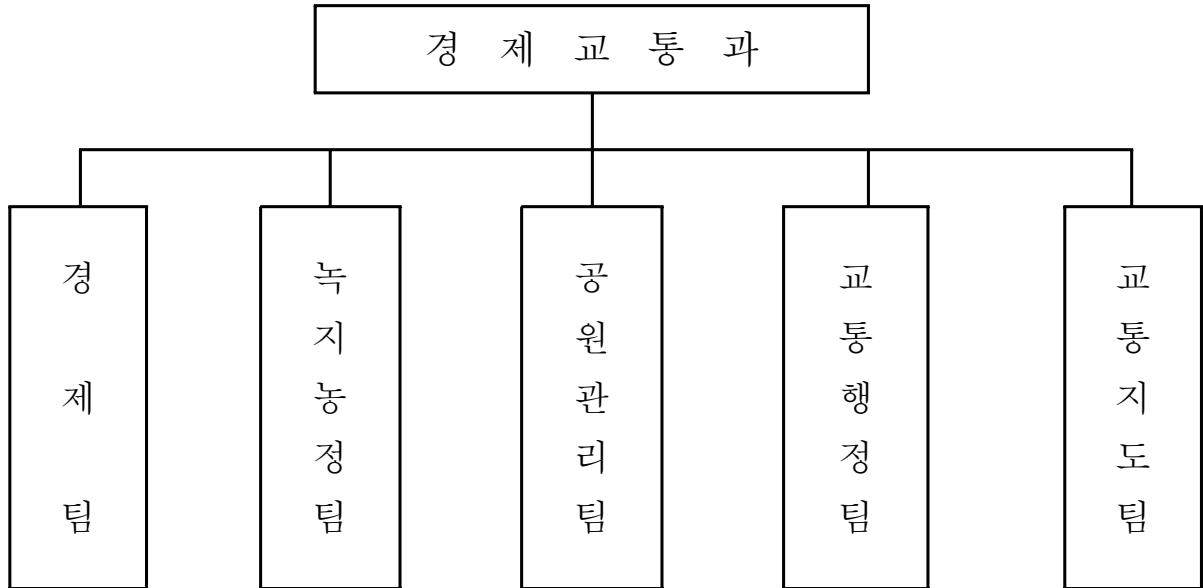 경 제 교 통 과
경제팀
녹지농정팀
공원관리팀
교통행정팀
교통지도팀